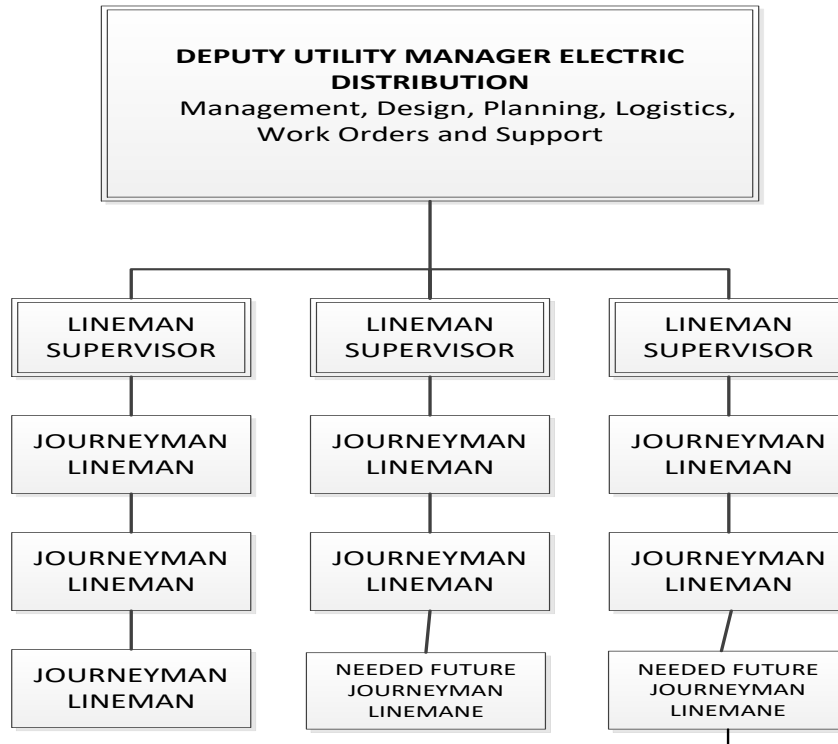 DEPUTY UTILITY MANAGER ELECTRIC
DISTRIBUTION
Management, Design, Planning, Logistics,
Work Orders and Support
LINEMAN
SUPERVISOR
LINEMAN
SUPERVISOR
LINEMAN
SUPERVISOR
JOURNEYMAN
LINEMAN
JOURNEYMAN
LINEMAN
JOURNEYMAN
LINEMAN
JOURNEYMAN
LINEMAN
JOURNEYMAN
LINEMAN
JOURNEYMAN
LINEMAN
JOURNEYMAN
LINEMAN
NEEDED FUTURE
JOURNEYMAN
LINEMANE
NEEDED FUTURE
JOURNEYMAN
LINEMANE